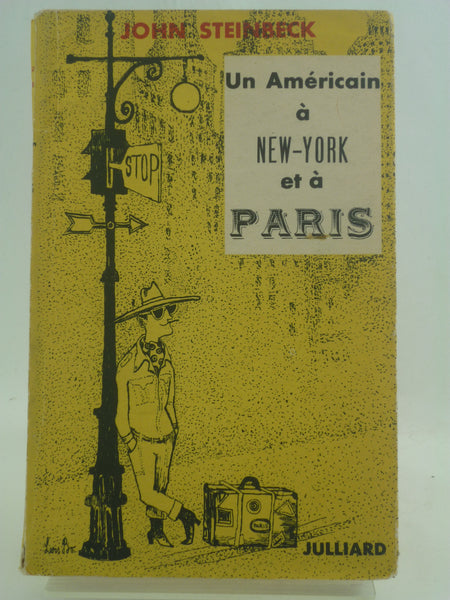 JOHN STEINBECK
Un Américain
à
NEW-YORK
et à
PARIS
STOP
JULLIARD